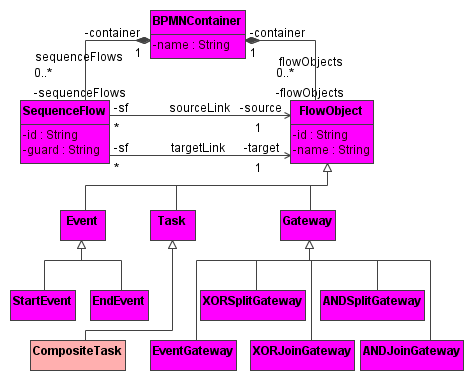 BPMNContainer
-name : String
-container
-container
1
1
sequenceFlows
0..*
-sequenceFlows
flowObjects
0..*
-flowObjects
SequenceFlow
-id : String
-guard : String
-sf
sourceLink
-source
*
1
-sf
targetLink
-target
*
1
FlowObject
-id : String
-name : String
Event
Task
Gateway
StartEvent
EndEvent
XORSplitGateway
ANDSplitGateway
CompositeTask
EventGateway
XORJoinGateway
ANDJoinGateway